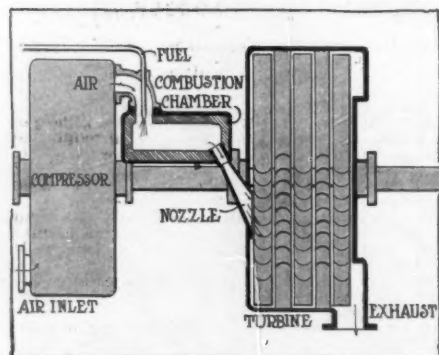 FUEL
AIR
COMBUSTION
CHAMBER
COMPRESSOR
NOZZLE
AIR INLET
TURBINE
EXHAUST